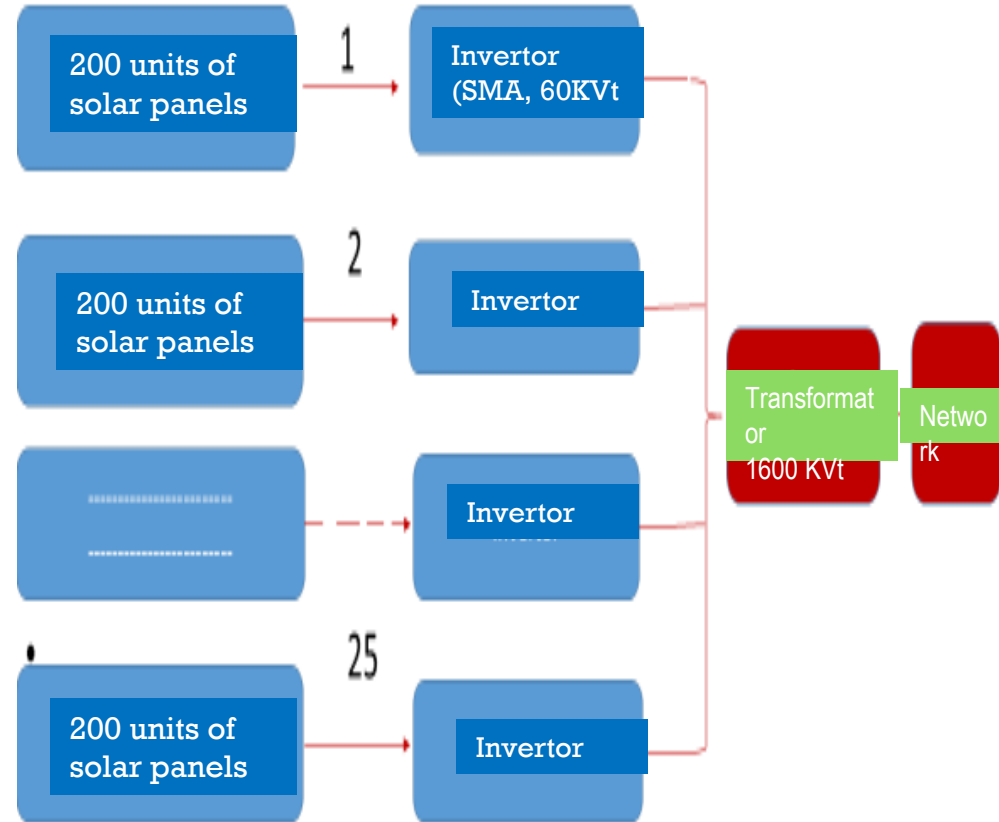 200 units of
solar panels
1
Invertor
(SMA, 60KVt
200 units of
solar panels
2
Invertor
Transformat
or
1600 KVt
Netwo
rk
------------------------
------------------------
Invertor
•
25
200 units of
solar panels
Invertor